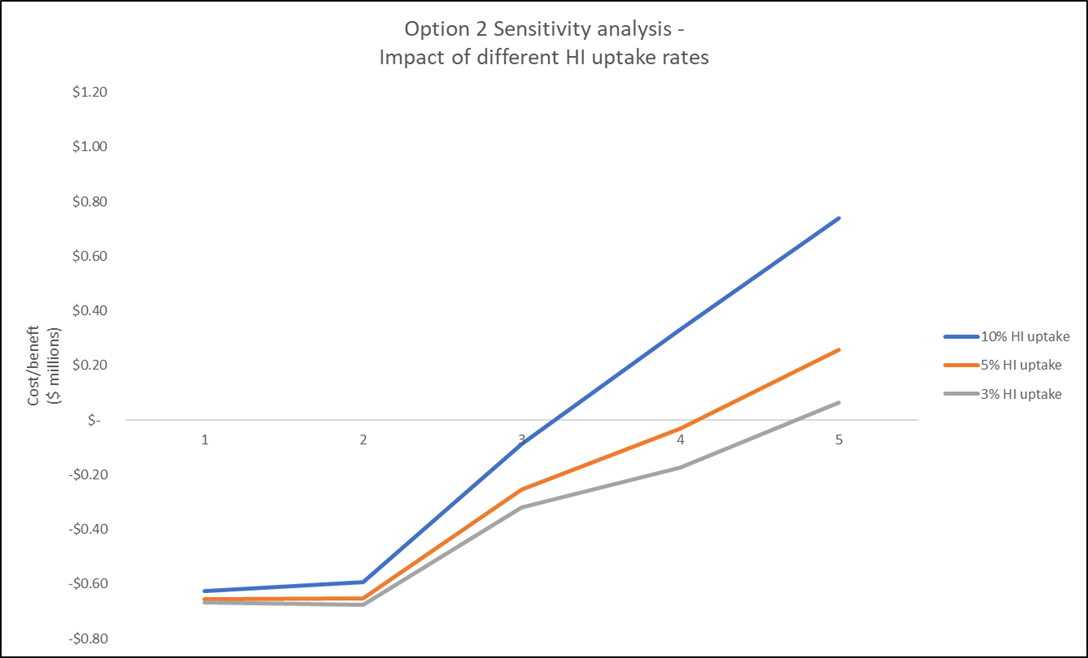 Option 2 Sensitivity analysis -
Impact of different HI uptake rates
$1.20
$1.00
$0.80
$0.60
$0.40
$0.20
$-
-$0.20
-$0.40
-$0.60
-$0.80
Cost/beneft
($ millions)
1 2 3 4 5
10% HI uptake
5% HI uptake
3% HI uptake